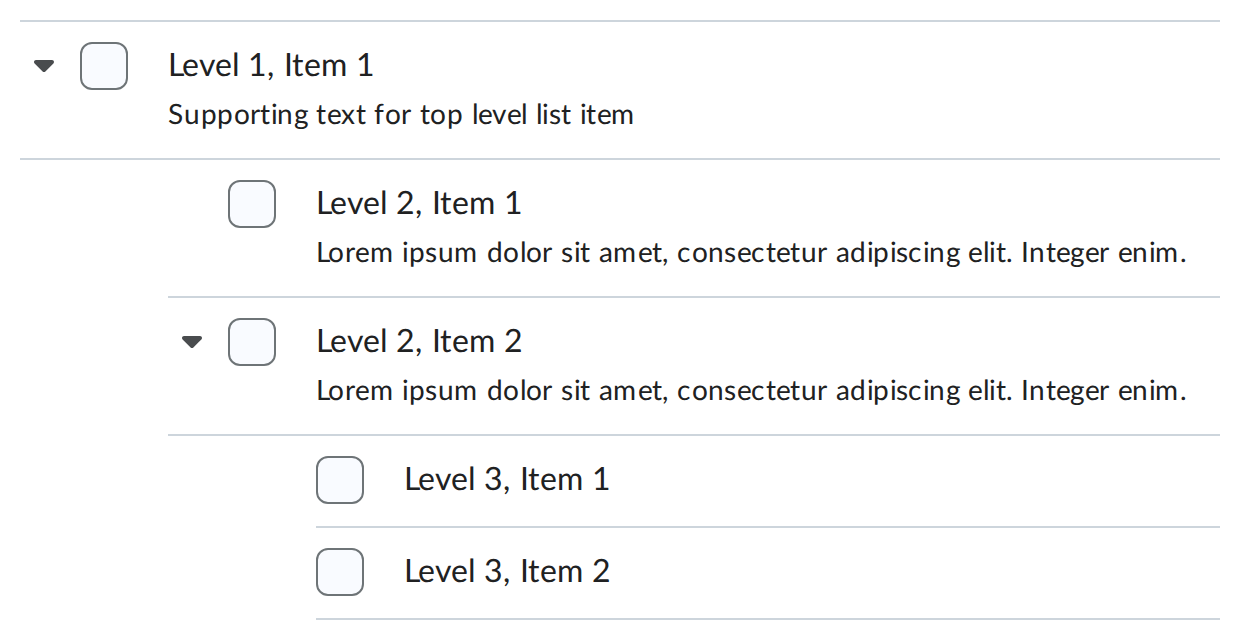 Level 1, Item 1
Supporting text for top level list item
Level 2, Item 1
Lorem ipsum dolor sit amet, consectetur adipiscing elit. Integer enim.
Level 2, Item 2
Lorem ipsum dolor sit amet, consectetur adipiscing elit. Integer enim.
Level 3, Item 1
Level 3, Item 2